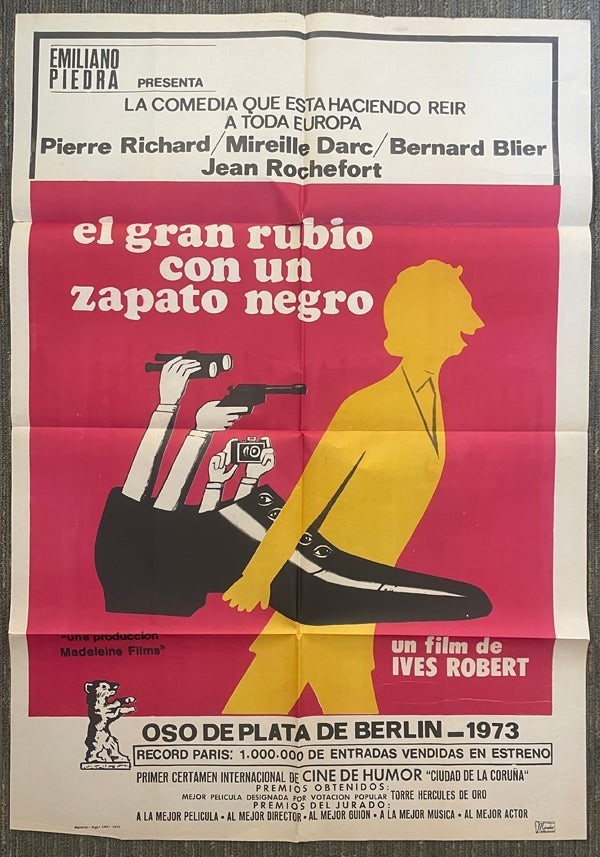 EMILIANO
PIEDRA PRESENTA
LA COMEDIA QUE ESTA HACIENDO REIR
A TODA EUROPA
Pierre Richard/Mireille Darc/Bernard Blier
Jean Rochefort
el gran rubio
con un
zapato negro
"una produccion
Madeleine Films"
un film de
IVES ROBERT
OSO DE PLATA DE BERLIN - 1973
RECORD PARIS: 1.000.000 DE ENTRADAS VENDIDAS EN ESTRENO
PRIMER CERTAMEN INTERNACIONAL DE CINE DE HUMOR "CIUDAD DE LA CORUÑA"
PREMIOS OBTENIDOS:
MEJOR PELICULA DESIGNADA POR VOTACION POPULAR TORRE HERCULES DE ORO
PREMIOS DEL JURADO:
A LA MEJOR PELICULA · AL MEJOR DIRECTOR · AL MEJOR GUION · A LA MEJOR MUSICA · AL MEJOR ACTOR